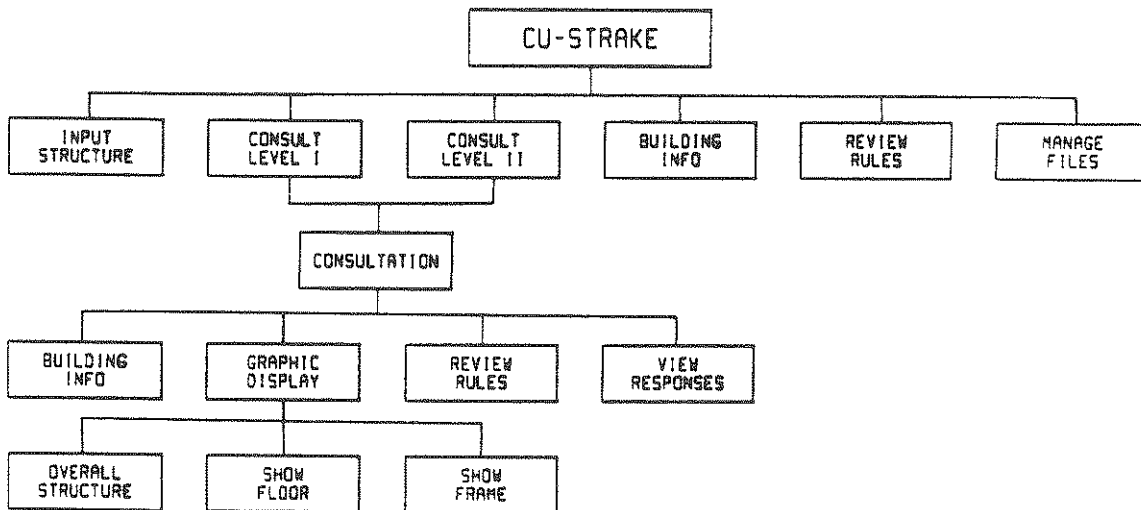 CU-STRAKE
INPUT
STRUCTURE
CONSULT
LEVEL I
CONSULT
LEVEL II
BUILDING
INFO
REVIEW
RULES
MANAGE
FILES
CONSULTATION
BUILDING
INFO
GRAPHIC
DISPLAY
REVIEW
RULES
VIEW
RESPONSES
OVERALL
STRUCTURE
SHOW
FLOOR
SHOW
FRAME